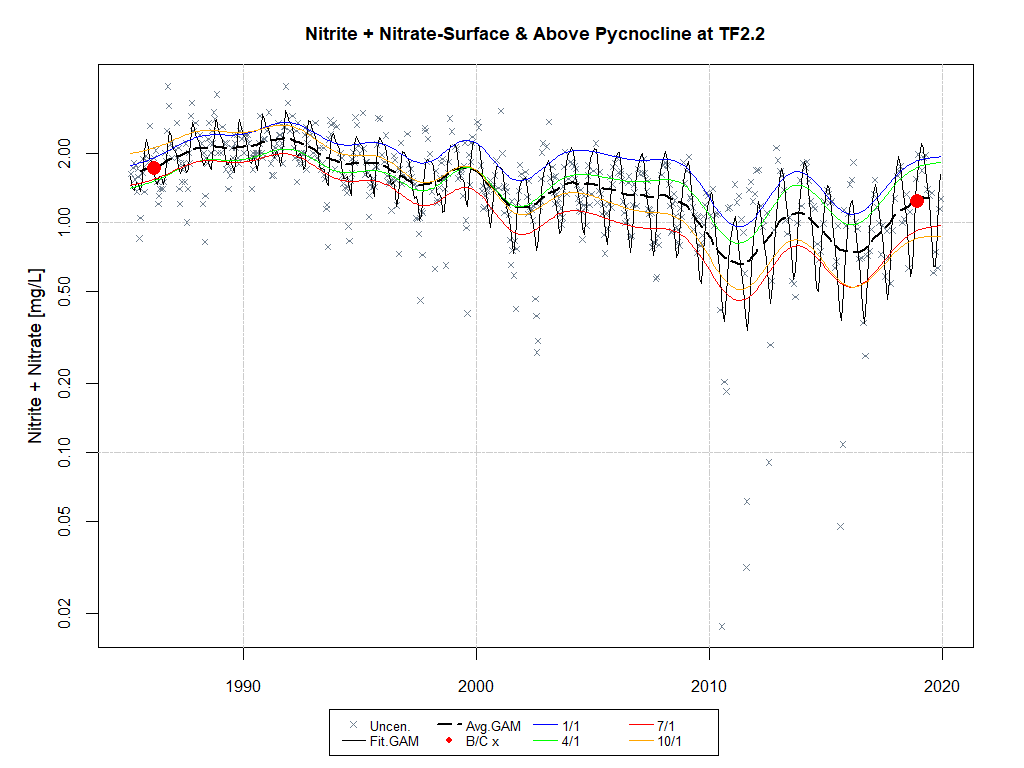 Nitrite + Nitrate-Surface & Above Pycnocline at TF2.2
Nitrite + Nitrate [mg/L]
2.00
1.00
0.50
0.20
0.10
0.05
0.02
1990 2000 2010 2020
Uncen. Avg.GAM 1/1 7/1
Fit.GAM B/C x 4/1 10/1